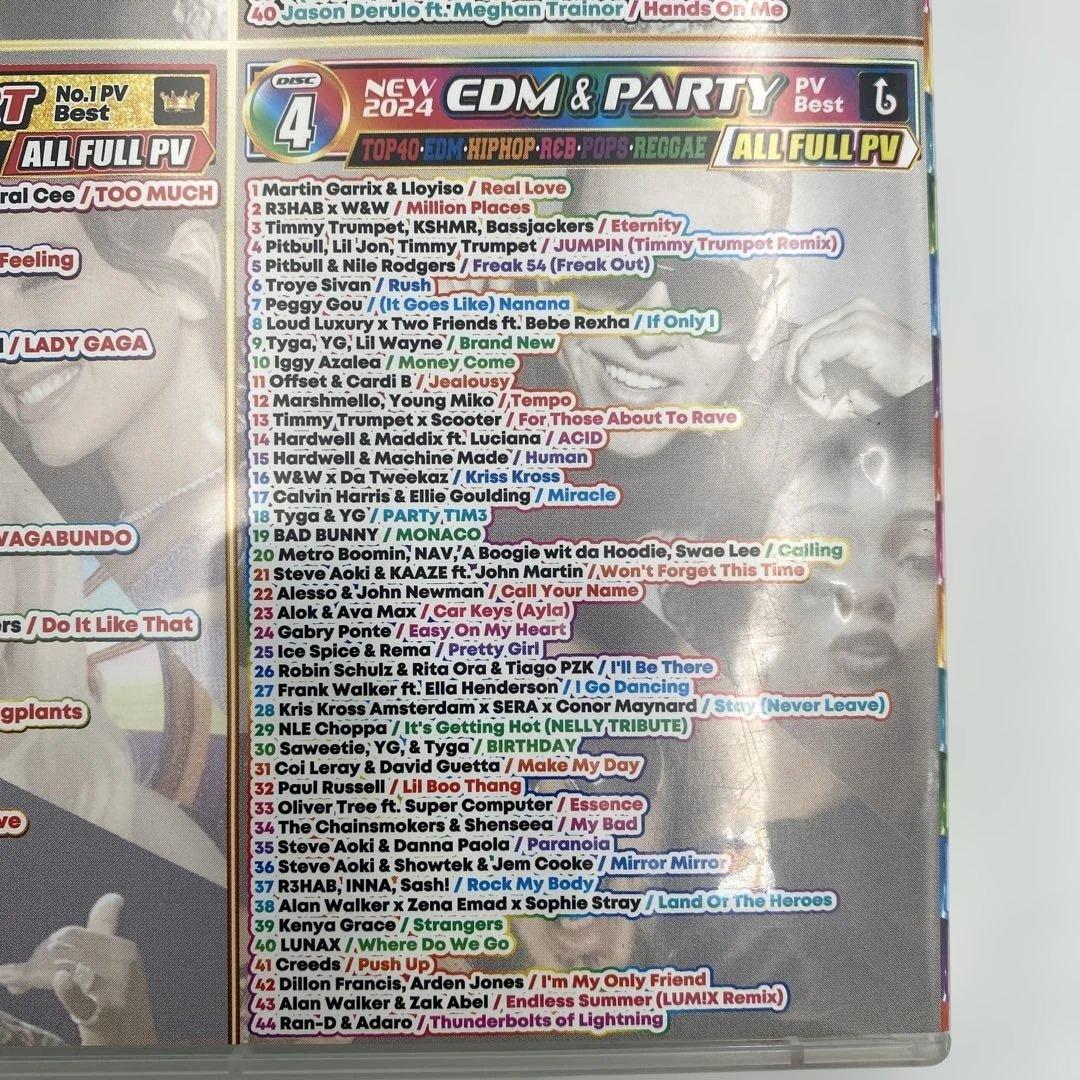 40 Jason Derulo ft. Meghan Trainor / Hands On Me
No.1 PV
Best
ALL FULL PV
ral Cee / TOO MUCH
Feeling
/ LADY GAGA
VAGABUNDO
ers / Do It Like That
ggplants
ve
DISC
4
NEW
2024
EDM & PARTY
PV
Best
TOP40·EDM·HIPHOP·R&B·POPS·REGGAE
ALL FULL PV
1 Martin Garrix & Lloyiso / Real Love
2 R3HAB x W&W / Million Places
3 Timmy Trumpet, KSHMR, Bassjackers / Eternity
4 Pitbull, Lil Jon, Timmy Trumpet / JUMPIN (Timmy Trumpet Remix)
5 Pitbull & Nile Rodgers / Freak 54 (Freak Out)
6 Troye Sivan / Rush
7 Peggy Gou / (It Goes Like) Nanana
8 Loud Luxury x Two Friends ft. Bebe Rexha / If Only I
9 Tyga, YG, Lil Wayne / Brand New
10 Iggy Azalea / Money Come
11 Offset & Cardi B / Jealousy
12 Marshmello, Young Miko / Tempo
13 Timmy Trumpet x Scooter / For Those About To Rave
14 Hardwell & Maddix ft. Luciana / ACID
15 Hardwell & Machine Made / Human
16 W&W x Da Tweekaz / Kriss Kross
17 Calvin Harris & Ellie Goulding / Miracle
18 Tyga & YG / PARTy T1M3
19 BAD BUNNY / MONACO
20 Metro Boomin, NAV, A Boogie wit da Hoodie, Swae Lee / Calling
21 Steve Aoki & KAAZE ft. John Martin / Won't Forget This Time
22 Alesso & John Newman / Call Your Name
23 Alok & Ava Max / Car Keys (Ayla)
24 Gabry Ponte / Easy On My Heart
25 Ice Spice & Rema / Pretty Girl
26 Robin Schulz & Rita Ora & Tiago PZK / I'll Be There
27 Frank Walker ft. Ella Henderson / I Go Dancing
28 Kris Kross Amsterdam x SERA x Conor Maynard / Stay (Never Leave)
29 NLE Choppa / It's Getting Hot (NELLY TRIBUTE)
30 Saweetie, YG, & Tyga / BIRTHDAY
31 Coi Leray & David Guetta / Make My Day
32 Paul Russell / Lil Boo Thang
33 Oliver Tree ft. Super Computer / Essence
34 The Chainsmokers & Shenseea / My Bad
35 Steve Aoki & Danna Paola / Paranoia
36 Steve Aoki & Showtek & Jem Cooke / Mirror Mirror
37 R3HAB, INNA, Sash! / Rock My Body
38 Alan Walker x Zena Emad x Sophie Stray / Land Of The Heroes
39 Kenya Grace / Strangers
40 LUNAX / Where Do We Go
41 Creeds / Push Up
42 Dillon Francis, Arden Jones / I'm My Only Friend
43 Alan Walker & Zak Abel / Endless Summer (LUM!X Remix)
44 Ran-D & Adaro / Thunderbolts of Lightning